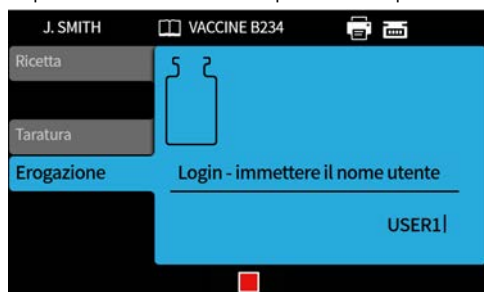 J. SMITH VACCINE B234
Ricetta
Taratura
Erogazione
Login - immettere il nome utente
USER1